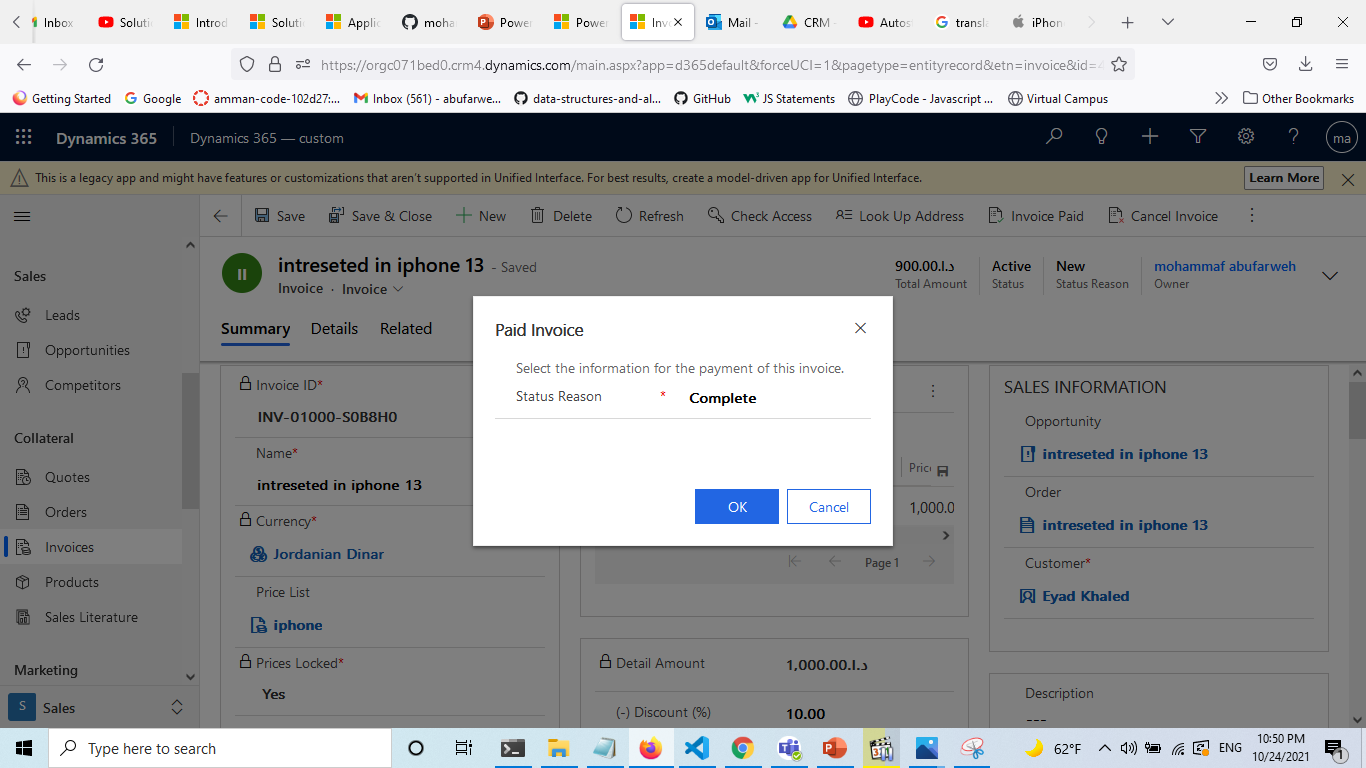 Inbox
Solutio
Introd
Solutio
Applic
moha
Power
Power
Invo
Mail -
CRM -
Autos
transla
iPhon
https://orgc071bed0.crm4.dynamics.com/main.aspx?app=d365default&forceUCI=1&pagetype=entityrecord&etn=invoice&id=4
Getting Started
Google
amman-code-102d27:...
Inbox (561) - abufarwe...
data-structures-and-al...
GitHub
JS Statements
PlayCode - Javascript ...
Virtual Campus
Other Bookmarks
Dynamics 365
Dynamics 365 — custom
ma
This is a legacy app and might have features or customizations that aren't supported in Unified Interface. For best results, create a model-driven app for Unified Interface.
Learn More
Save
Save & Close
New
Delete
Refresh
Check Access
Look Up Address
Invoice Paid
Cancel Invoice
intreseted in iphone 13 - Saved
Invoice · Invoice
900.00.د.ا
Total Amount
Active
Status
New
Status Reason
mohammaf abufarweh
Owner
Summary
Details
Related
Sales
Leads
Opportunities
Competitors
Collateral
Quotes
Orders
Invoices
Products
Sales Literature
Marketing
S Sales
Invoice ID*
INV-01000-S0B8H0
Name*
intreseted in iphone 13
Currency*
Jordanian Dinar
Price List
iphone
Prices Locked*
Yes
Paid Invoice
Select the information for the payment of this invoice.
Status Reason * Complete
OK
Cancel
Pric
1,000.0
Page 1
Detail Amount 1,000.00.د.ا
(-) Discount (%) 10.00
SALES INFORMATION
Opportunity
intreseted in iphone 13
Order
intreseted in iphone 13
Customer*
Eyad Khaled
Description
---
Type here to search
31
62°F
ENG
10:50 PM
10/24/2021
1